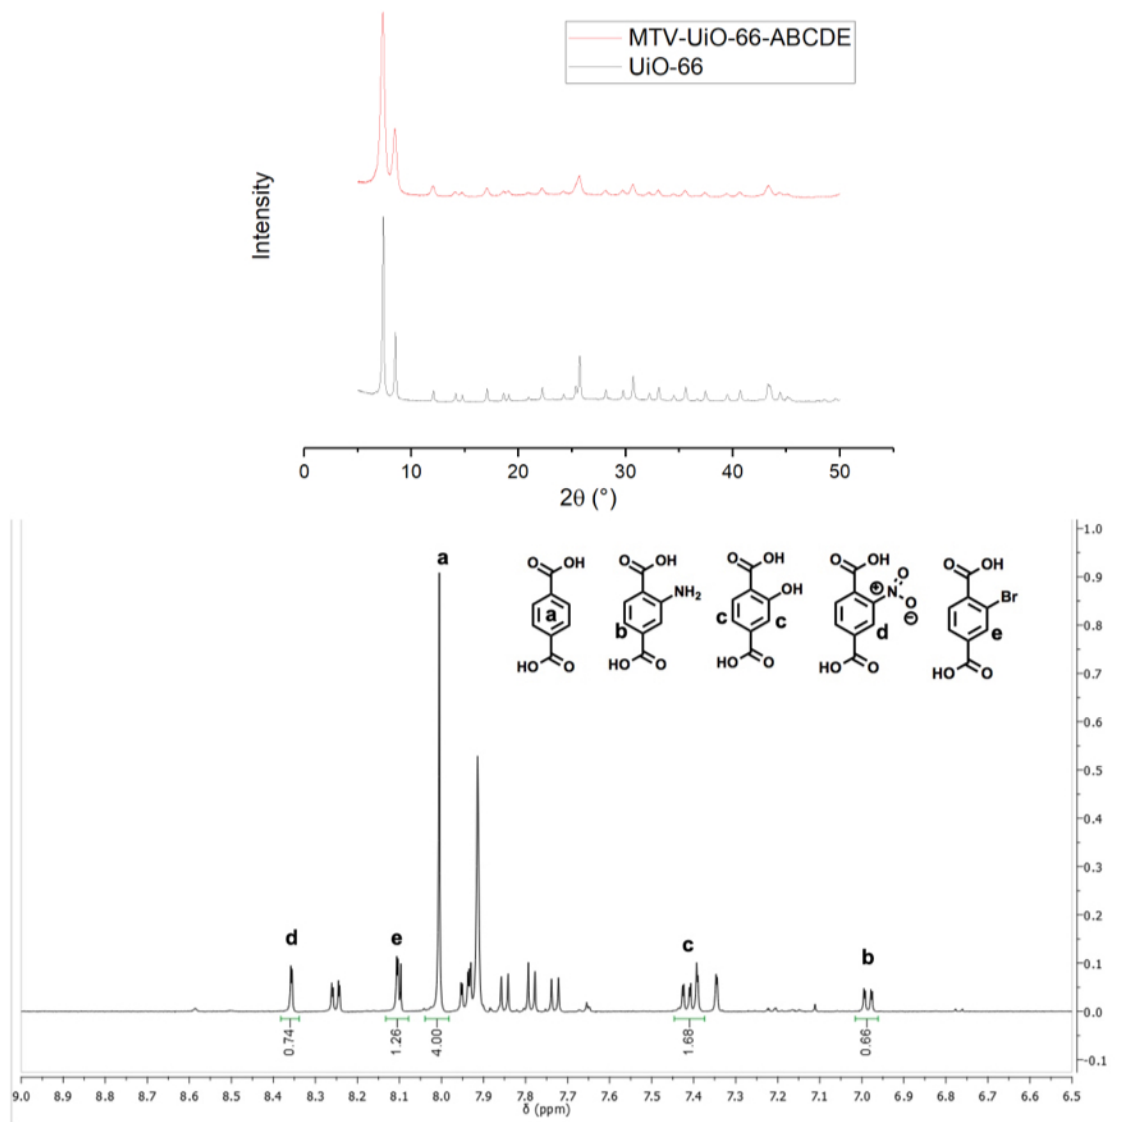 MTV-UiO-66-ABCDE
UiO-66
Intensity
0 10 20 30 40 50
2θ (°)
a
O OH
a
HO O
O OH
NH₂
b
HO O
O OH
OH
c c
HO O
O OH
⊕ N O
O ⊖
d
HO O
O OH
Br
e
HO O
d
e
c
b
1.0
0.9
0.8
0.7
0.6
0.5
0.4
0.3
0.2
0.1
0.0
-0.1
0.74
1.26
4.00
1.68
0.66
9.0 8.9 8.8 8.7 8.6 8.5 8.4 8.3 8.2 8.1 8.0 7.9 7.8 7.7 7.6 7.5 7.4 7.3 7.2 7.1 7.0 6.9 6.8 6.7 6.6 6.5
δ (ppm)